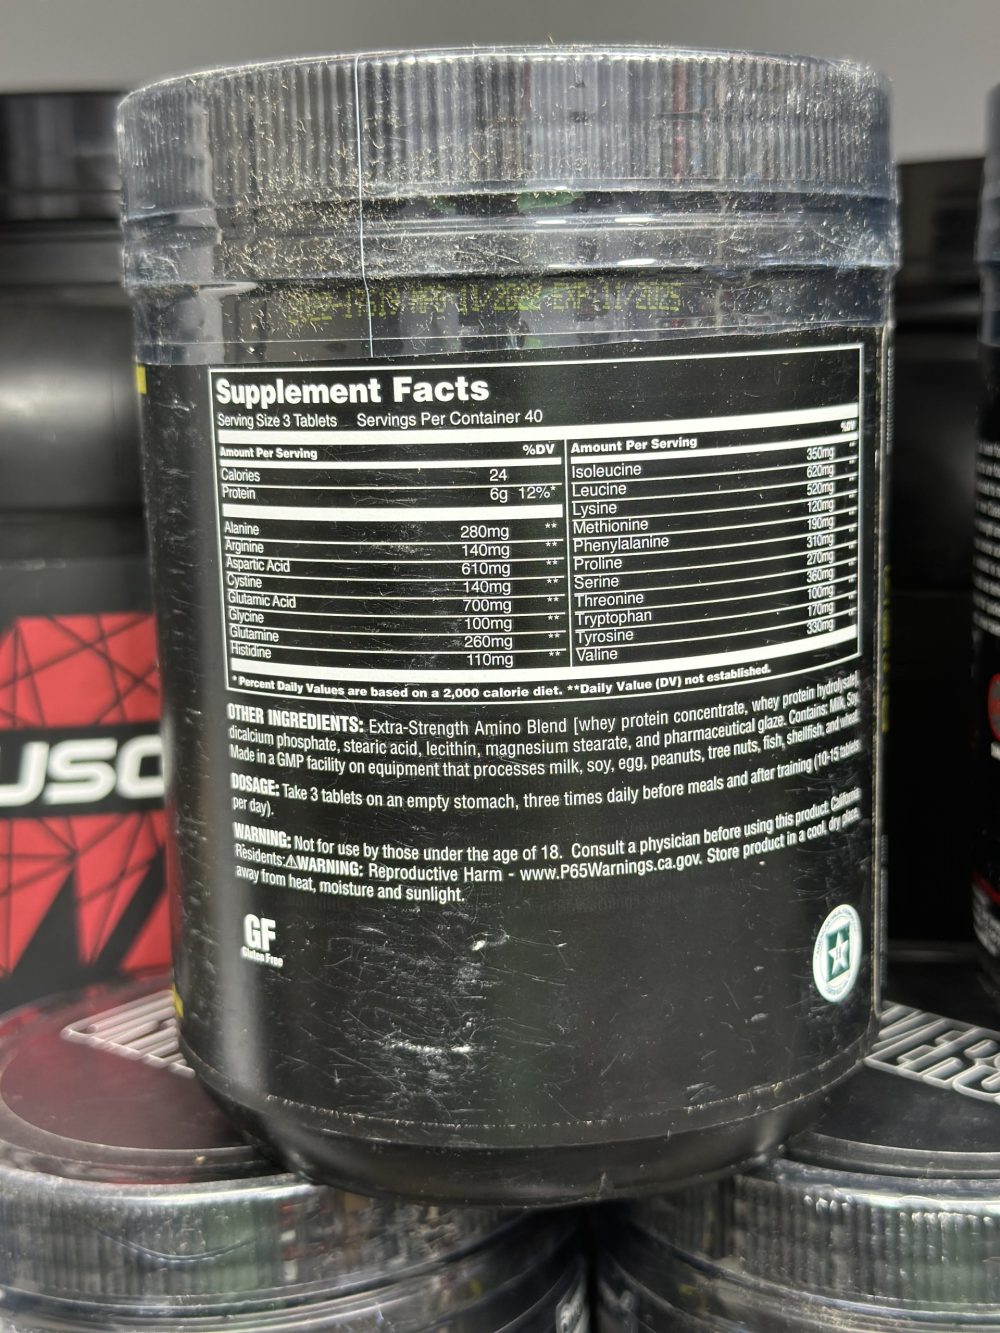 MFG 11/2022 EXP 11/2025
Supplement Facts
Serving Size 3 Tablets Servings Per Container 40
Amount Per Serving %DV
Calories 24
Protein 6g 12%*
Alanine 280mg **
Arginine 140mg **
Aspartic Acid 610mg **
Cystine 140mg **
Glutamic Acid 700mg **
Glycine 100mg **
Glutamine 260mg **
Histidine 110mg **
Amount Per Serving %DV
Isoleucine 350mg **
Leucine 620mg **
Lysine 520mg **
Methionine 120mg **
Phenylalanine 190mg **
Proline 310mg **
Serine 270mg **
Threonine 360mg **
Tryptophan 100mg **
Tyrosine 170mg **
Valine 330mg **
* Percent Daily Values are based on a 2,000 calorie diet. **Daily Value (DV) not established.
OTHER INGREDIENTS: Extra-Strength Amino Blend [whey protein concentrate, whey protein hydrolysate],
dicalcium phosphate, stearic acid, lecithin, magnesium stearate, and pharmaceutical glaze. Contains: Milk, Soy.
Made in a GMP facility on equipment that processes milk, soy, egg, peanuts, tree nuts, fish, shellfish, and wheat.
DOSAGE: Take 3 tablets on an empty stomach, three times daily before meals and after training (10-15 tablets
per day).
WARNING: Not for use by those under the age of 18. Consult a physician before using this product. California
Residents:⚠WARNING: Reproductive Harm - www.P65Warnings.ca.gov. Store product in a cool, dry place
away from heat, moisture and sunlight.
GF
Gluten Free
USC